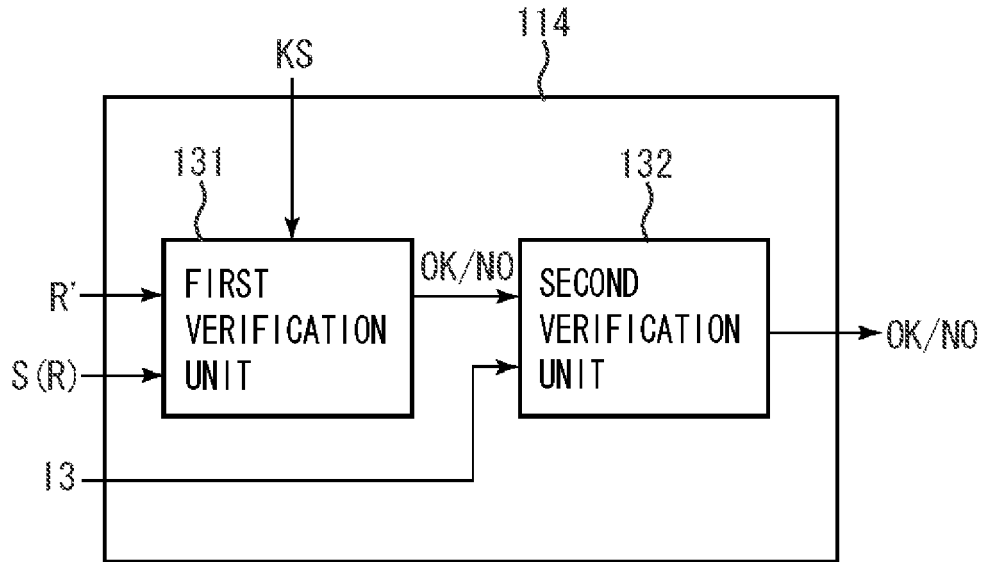 114
KS
131
132
FIRST
VERIFICATION
UNIT
OK/NO
SECOND
VERIFICATION
UNIT
R'
S(R)
I3
OK/NO